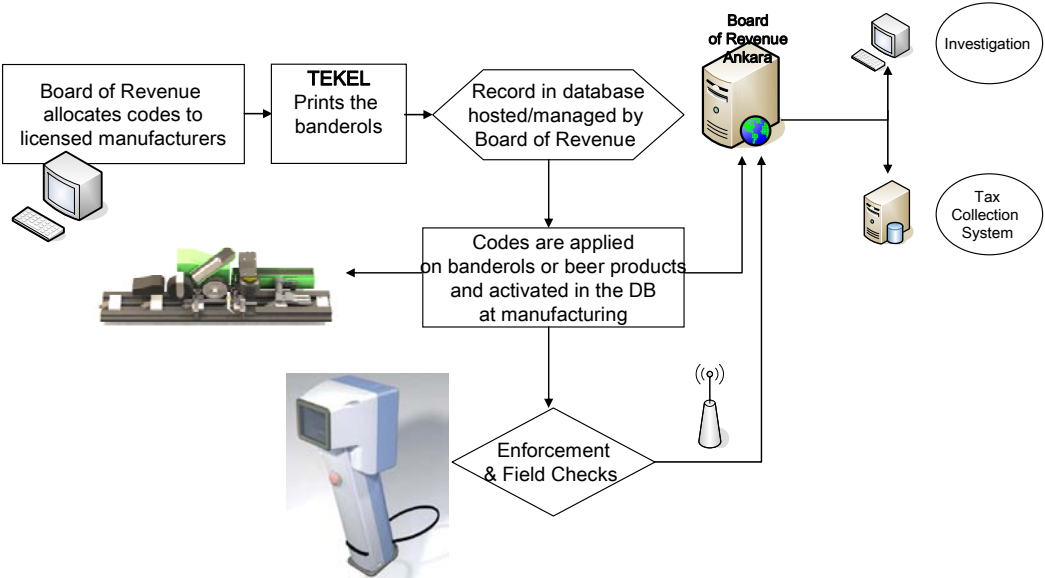 Board of Revenue
allocates codes to
licensed manufacturers
TEKEL
Prints the
banderols
Record in database
hosted/managed by
Board of Revenue
Board
of Revenue
Ankara
Investigation
Tax
Collection
System
Codes are applied
on banderols or beer products
and activated in the DB
at manufacturing
Enforcement
& Field Checks